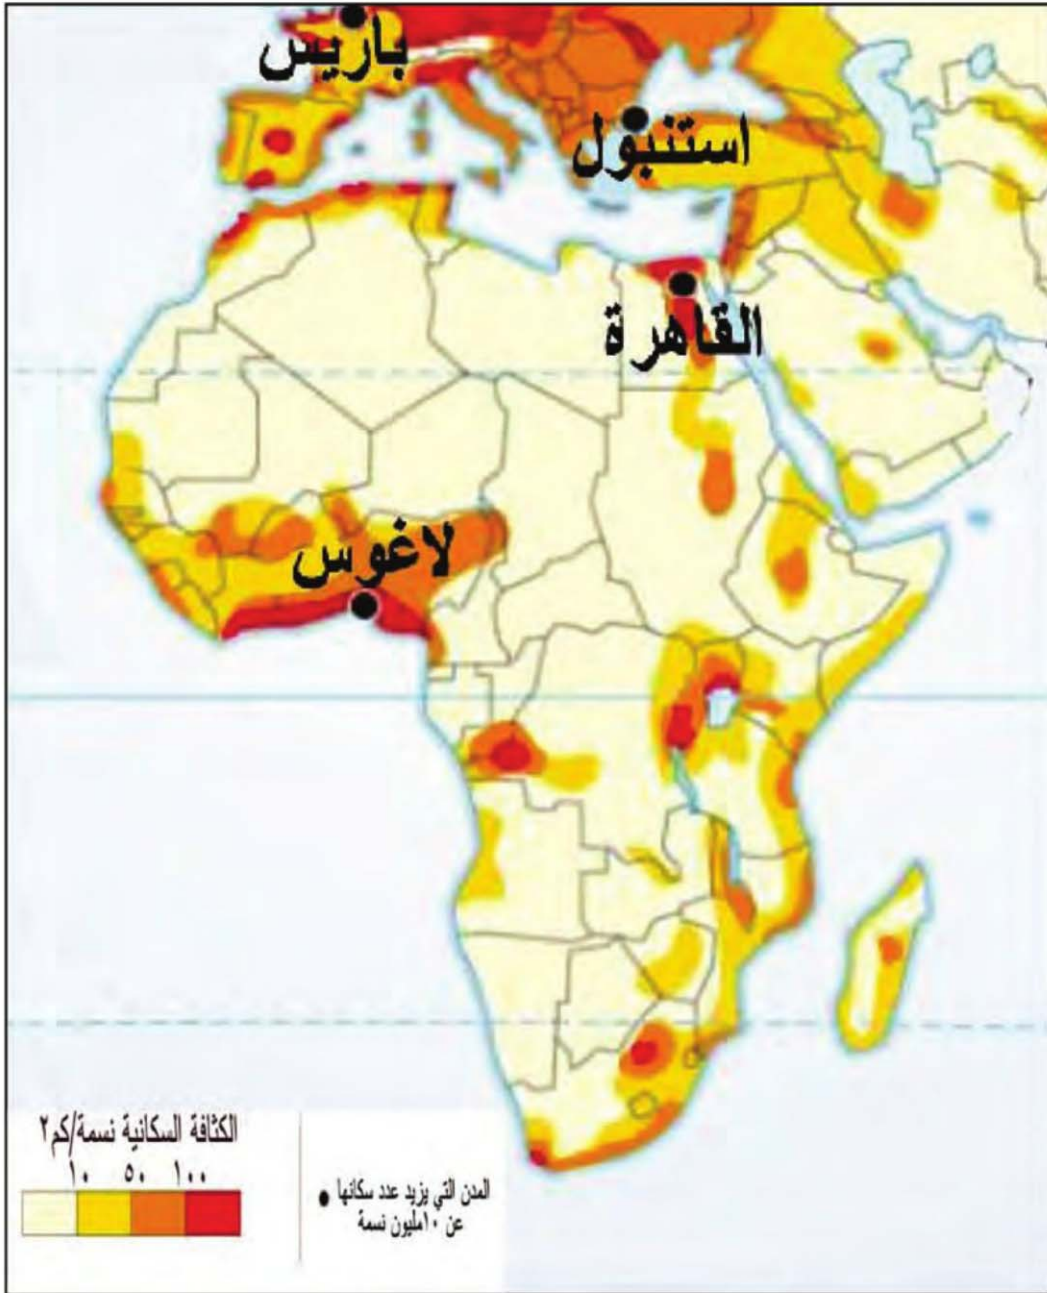 باريس
استنبول
القاهرة
لاغوس
الكثافة السكانية نسمة/كم٢
١٠ ٥٠ ١٠٠
المدن التي يزيد عدد سكانها
عن ١٠مليون نسمة